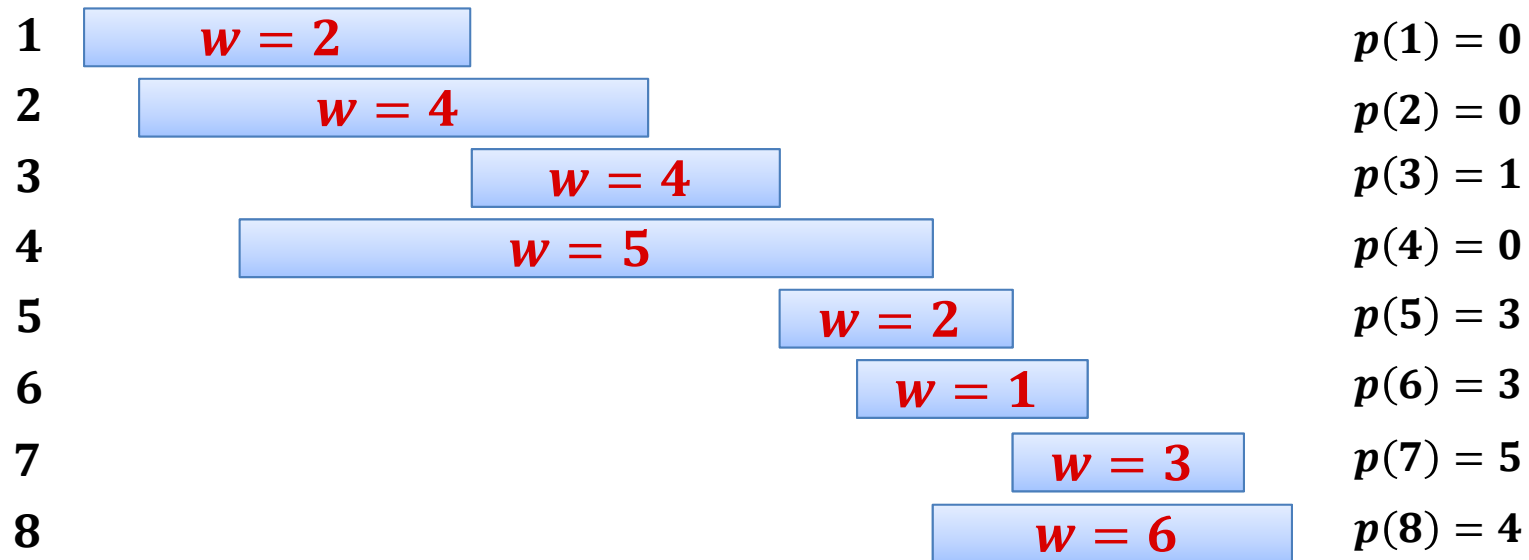 1 w = 2 p(1) = 0
2 w = 4 p(2) = 0
3 w = 4 p(3) = 1
4 w = 5 p(4) = 0
5 w = 2 p(5) = 3
6 w = 1 p(6) = 3
7 w = 3 p(7) = 5
8 w = 6 p(8) = 4